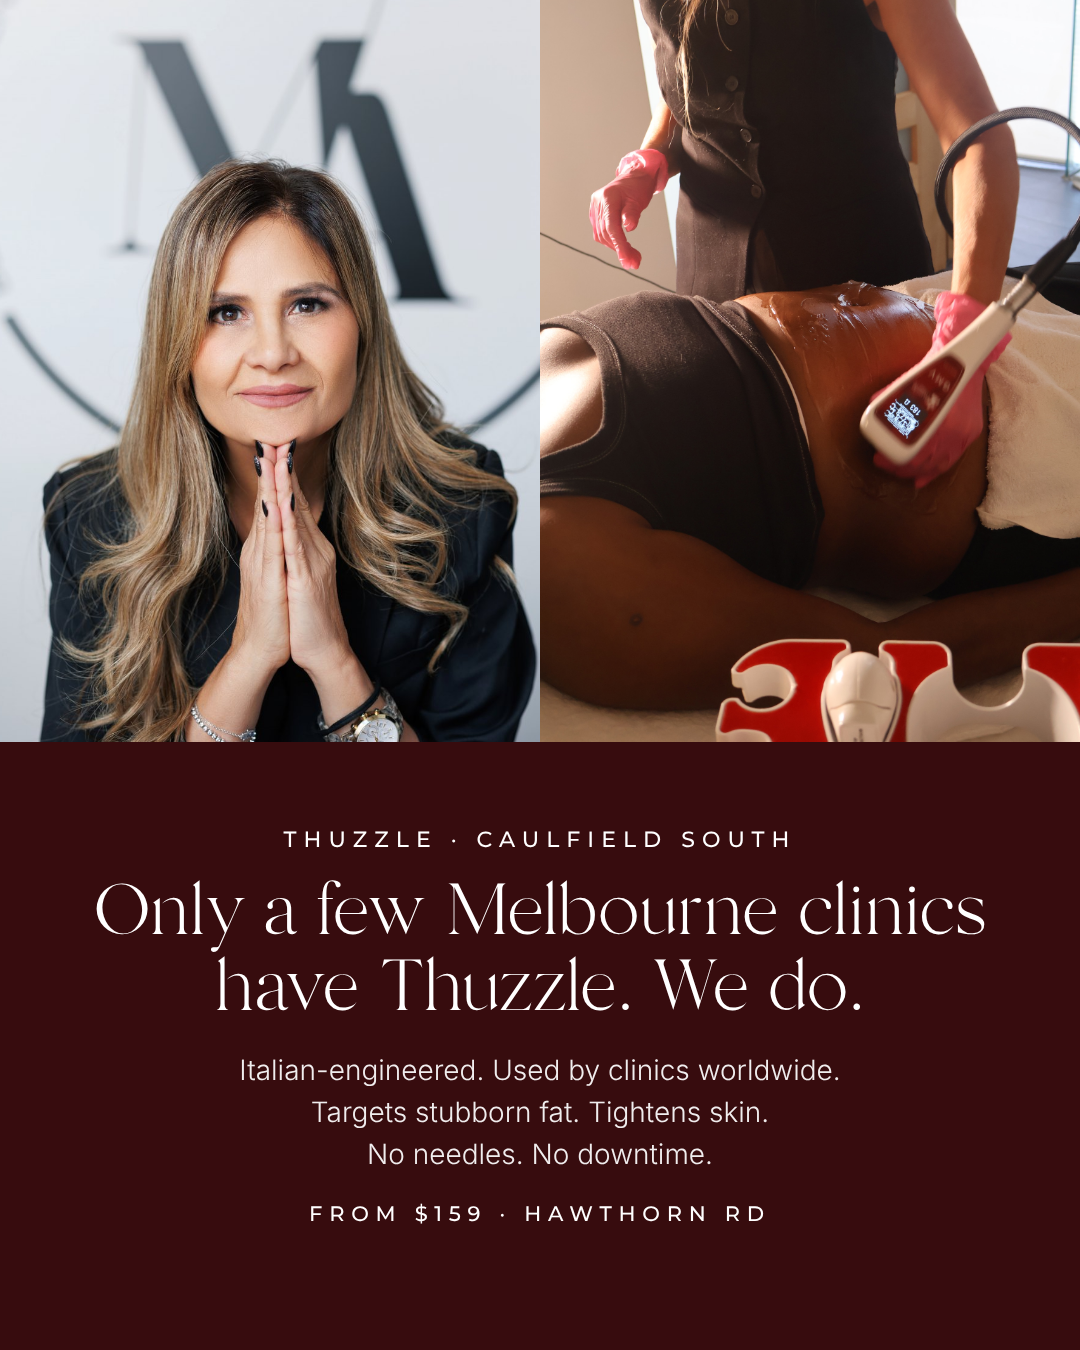 THUZZLE · CAULFIELD SOUTH
Only a few Melbourne clinics
have Thuzzle. We do.
Italian-engineered. Used by clinics worldwide.
Targets stubborn fat. Tightens skin.
No needles. No downtime.
FROM $159 · HAWTHORN RD